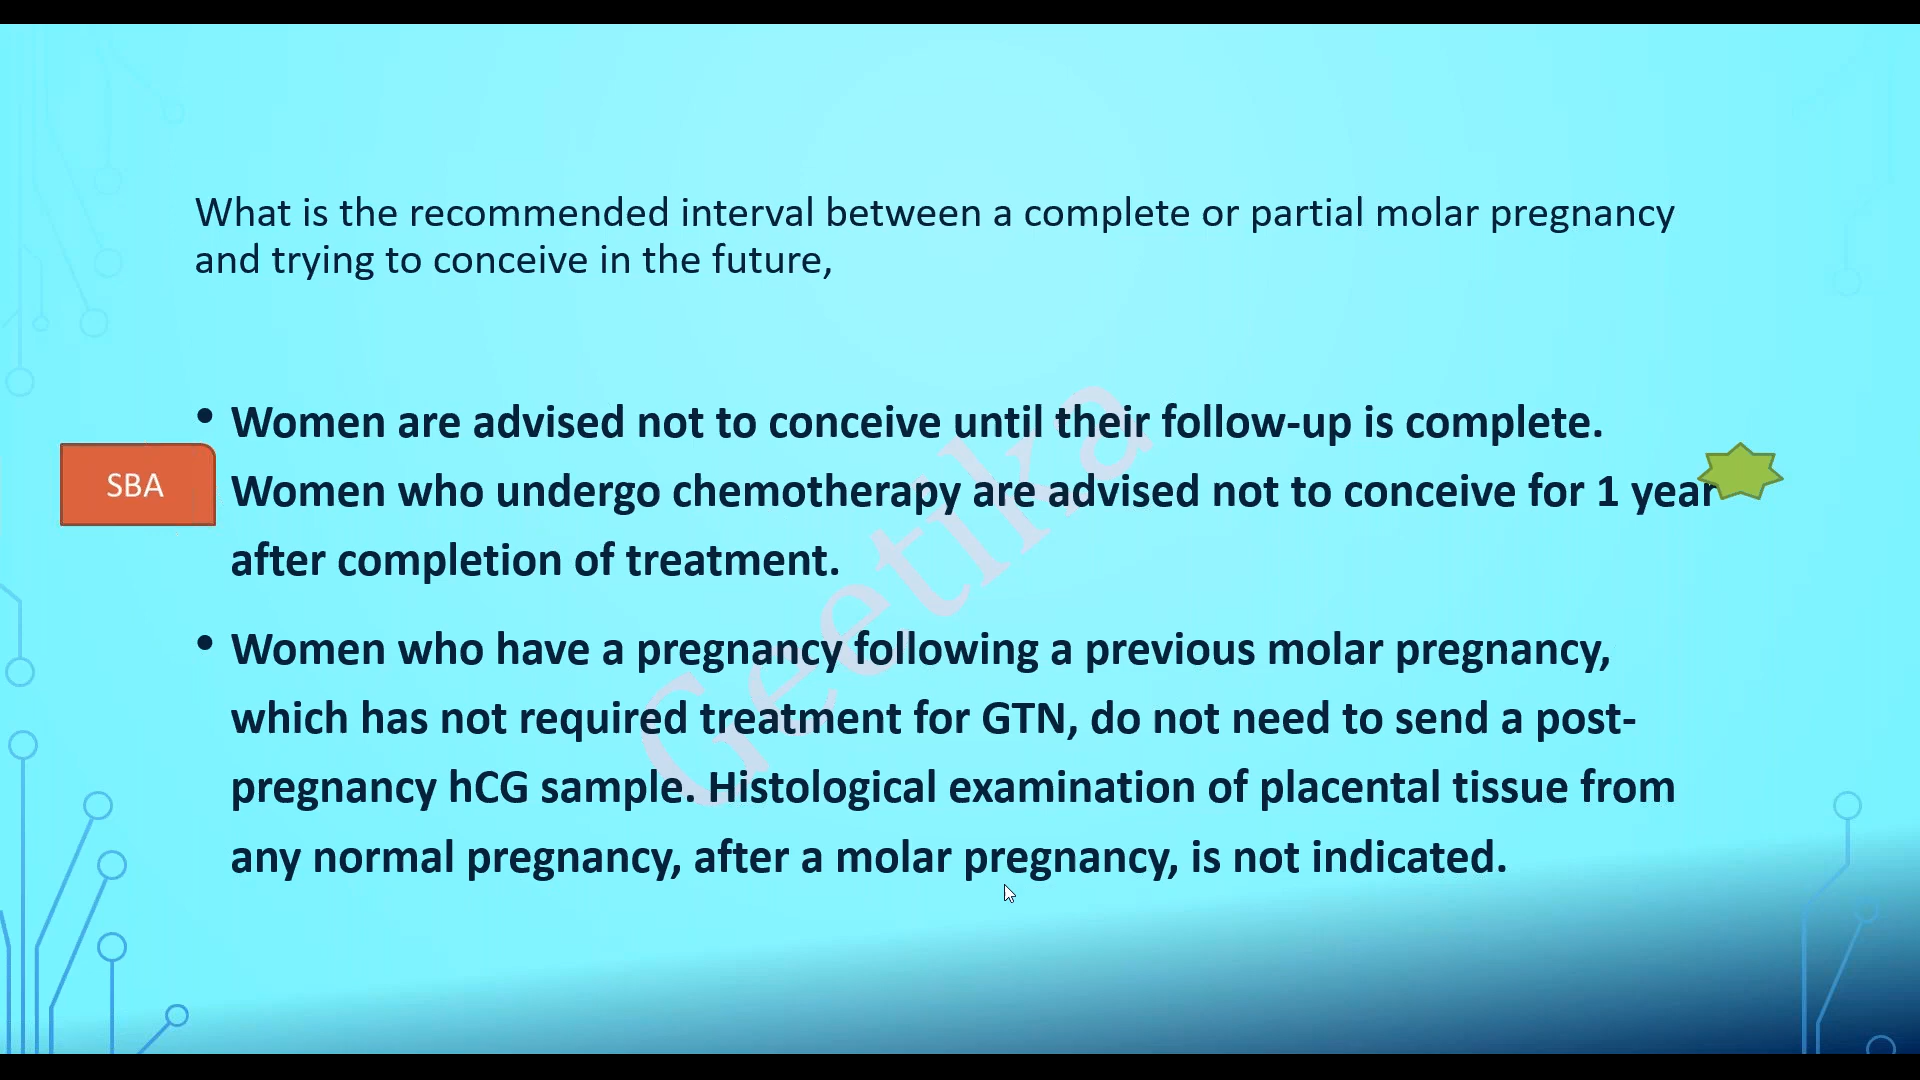 What is the recommended interval between a complete or partial molar pregnancy
and trying to conceive in the future,
• Women are advised not to conceive until their follow-up is complete.
SBA
Women who undergo chemotherapy are advised not to conceive for 1 year
after completion of treatment.
• Women who have a pregnancy following a previous molar pregnancy,
which has not required treatment for GTN, do not need to send a post-
pregnancy hCG sample. Histological examination of placental tissue from
any normal pregnancy, after a molar pregnancy, is not indicated.
Geetika